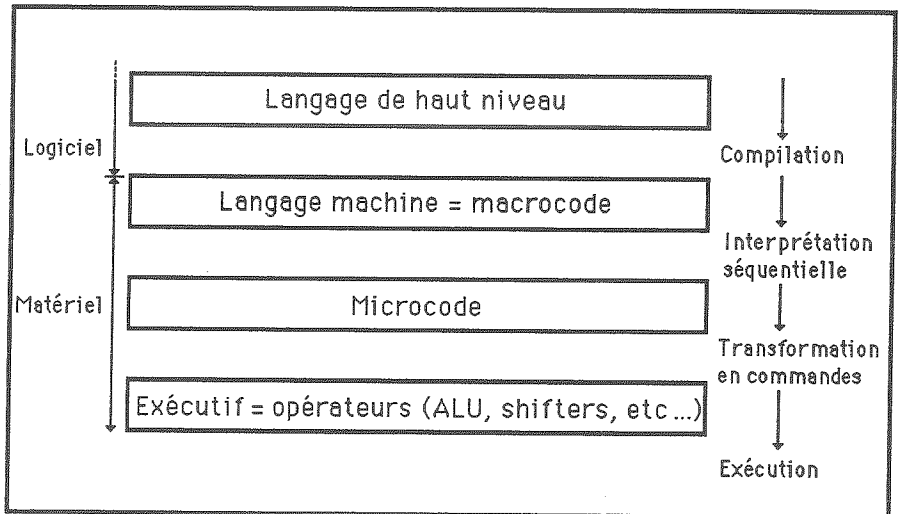 Langage de haut niveau
Logiciel
Compilation
Langage machine = macrocode
Interprétation
séquentielle
Matériel
Microcode
Transformation
en commandes
Exécutif = opérateurs (ALU, shifters, etc ...)
Exécution